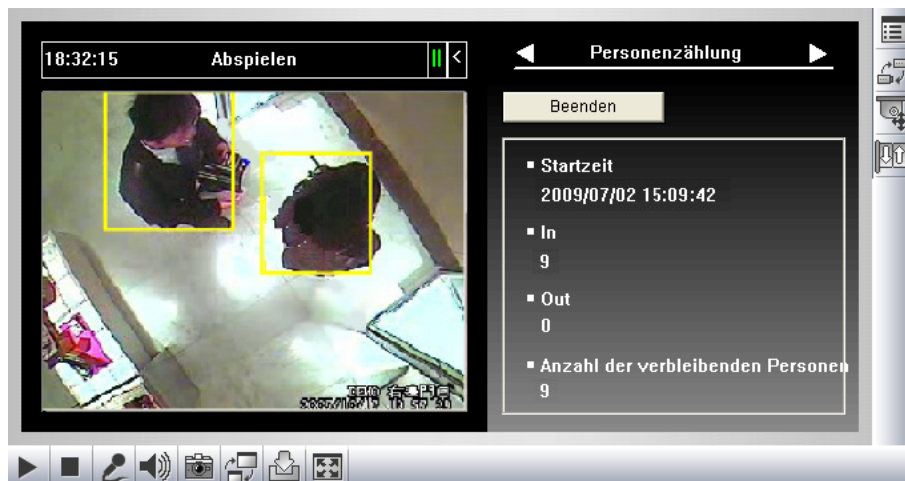 18:32:15 Abspielen
Personenzählung
Beenden
Startzeit
2009/07/02 15:09:42
In
9
Out
0
Anzahl der verbleibenden Personen
9